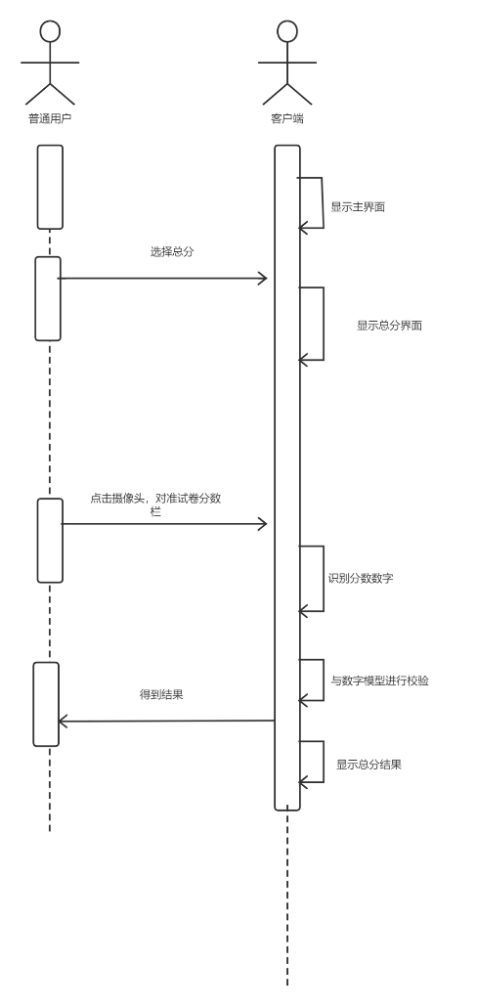 普通用户
客户端
显示主界面
选择总分
显示总分界面
点击摄像头，对准试卷分数
栏
识别分数数字
与数字模型进行校验
得到结果
显示总分结果